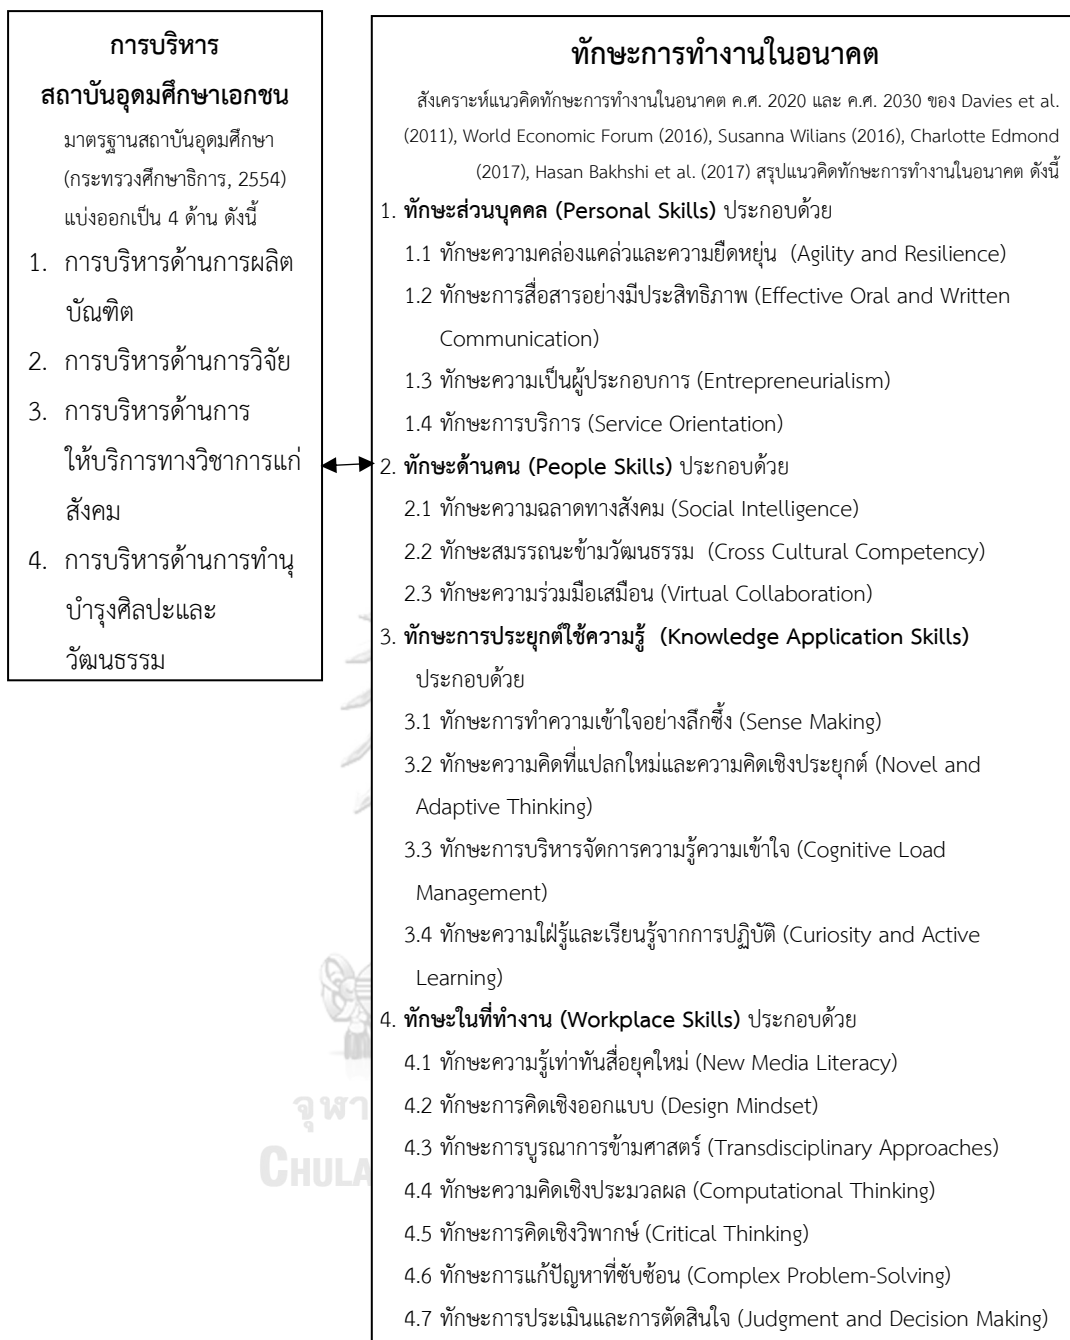 การบริหาร
สถาบันอุดมศึกษาเอกชน
มาตรฐานสถาบันอุดมศึกษา
(กระทรวงศึกษาธิการ, 2554)
แบ่งออกเป็น 4 ด้าน ดังนี้
1. การบริหารด้านการผลิต
บัณฑิต
2. การบริหารด้านการวิจัย
3. การบริหารด้านการ
ให้บริการทางวิชาการแก่
สังคม
4. การบริหารด้านการทำนุ
บำรุงศิลปะและ
วัฒนธรรม
ทักษะการทำงานในอนาคต
สังเคราะห์แนวคิดทักษะการทำงานในอนาคต ค.ศ. 2020 และ ค.ศ. 2030 ของ Davies et al.
(2011), World Economic Forum (2016), Susanna Wilians (2016), Charlotte Edmond
(2017), Hasan Bakhshi et al. (2017) สรุปแนวคิดทักษะการทำงานในอนาคต ดังนี้
1. ทักษะส่วนบุคคล (Personal Skills) ประกอบด้วย
1.1 ทักษะความคล่องแคล่วและความยืดหยุ่น (Agility and Resilience)
1.2 ทักษะการสื่อสารอย่างมีประสิทธิภาพ (Effective Oral and Written
Communication)
1.3 ทักษะความเป็นผู้ประกอบการ (Entrepreneurialism)
1.4 ทักษะการบริการ (Service Orientation)
2. ทักษะด้านคน (People Skills) ประกอบด้วย
2.1 ทักษะความฉลาดทางสังคม (Social Intelligence)
2.2 ทักษะสมรรถนะข้ามวัฒนธรรม (Cross Cultural Competency)
2.3 ทักษะความร่วมมือเสมือน (Virtual Collaboration)
3. ทักษะการประยุกต์ใช้ความรู้ (Knowledge Application Skills)
ประกอบด้วย
3.1 ทักษะการทำความเข้าใจอย่างลึกซึ้ง (Sense Making)
3.2 ทักษะความคิดที่แปลกใหม่และความคิดเชิงประยุกต์ (Novel and
Adaptive Thinking)
3.3 ทักษะการบริหารจัดการความรู้ความเข้าใจ (Cognitive Load
Management)
3.4 ทักษะความใฝ่รู้และเรียนรู้จากการปฏิบัติ (Curiosity and Active
Learning)
4. ทักษะในที่ทำงาน (Workplace Skills) ประกอบด้วย
4.1 ทักษะความรู้เท่าทันสื่อยุคใหม่ (New Media Literacy)
4.2 ทักษะการคิดเชิงออกแบบ (Design Mindset)
4.3 ทักษะการบูรณาการข้ามศาสตร์ (Transdisciplinary Approaches)
4.4 ทักษะความคิดเชิงประมวลผล (Computational Thinking)
4.5 ทักษะการคิดเชิงวิพากษ์ (Critical Thinking)
4.6 ทักษะการแก้ปัญหาที่ซับซ้อน (Complex Problem-Solving)
4.7 ทักษะการประเมินและการตัดสินใจ (Judgment and Decision Making)
จุฬา
CHULA